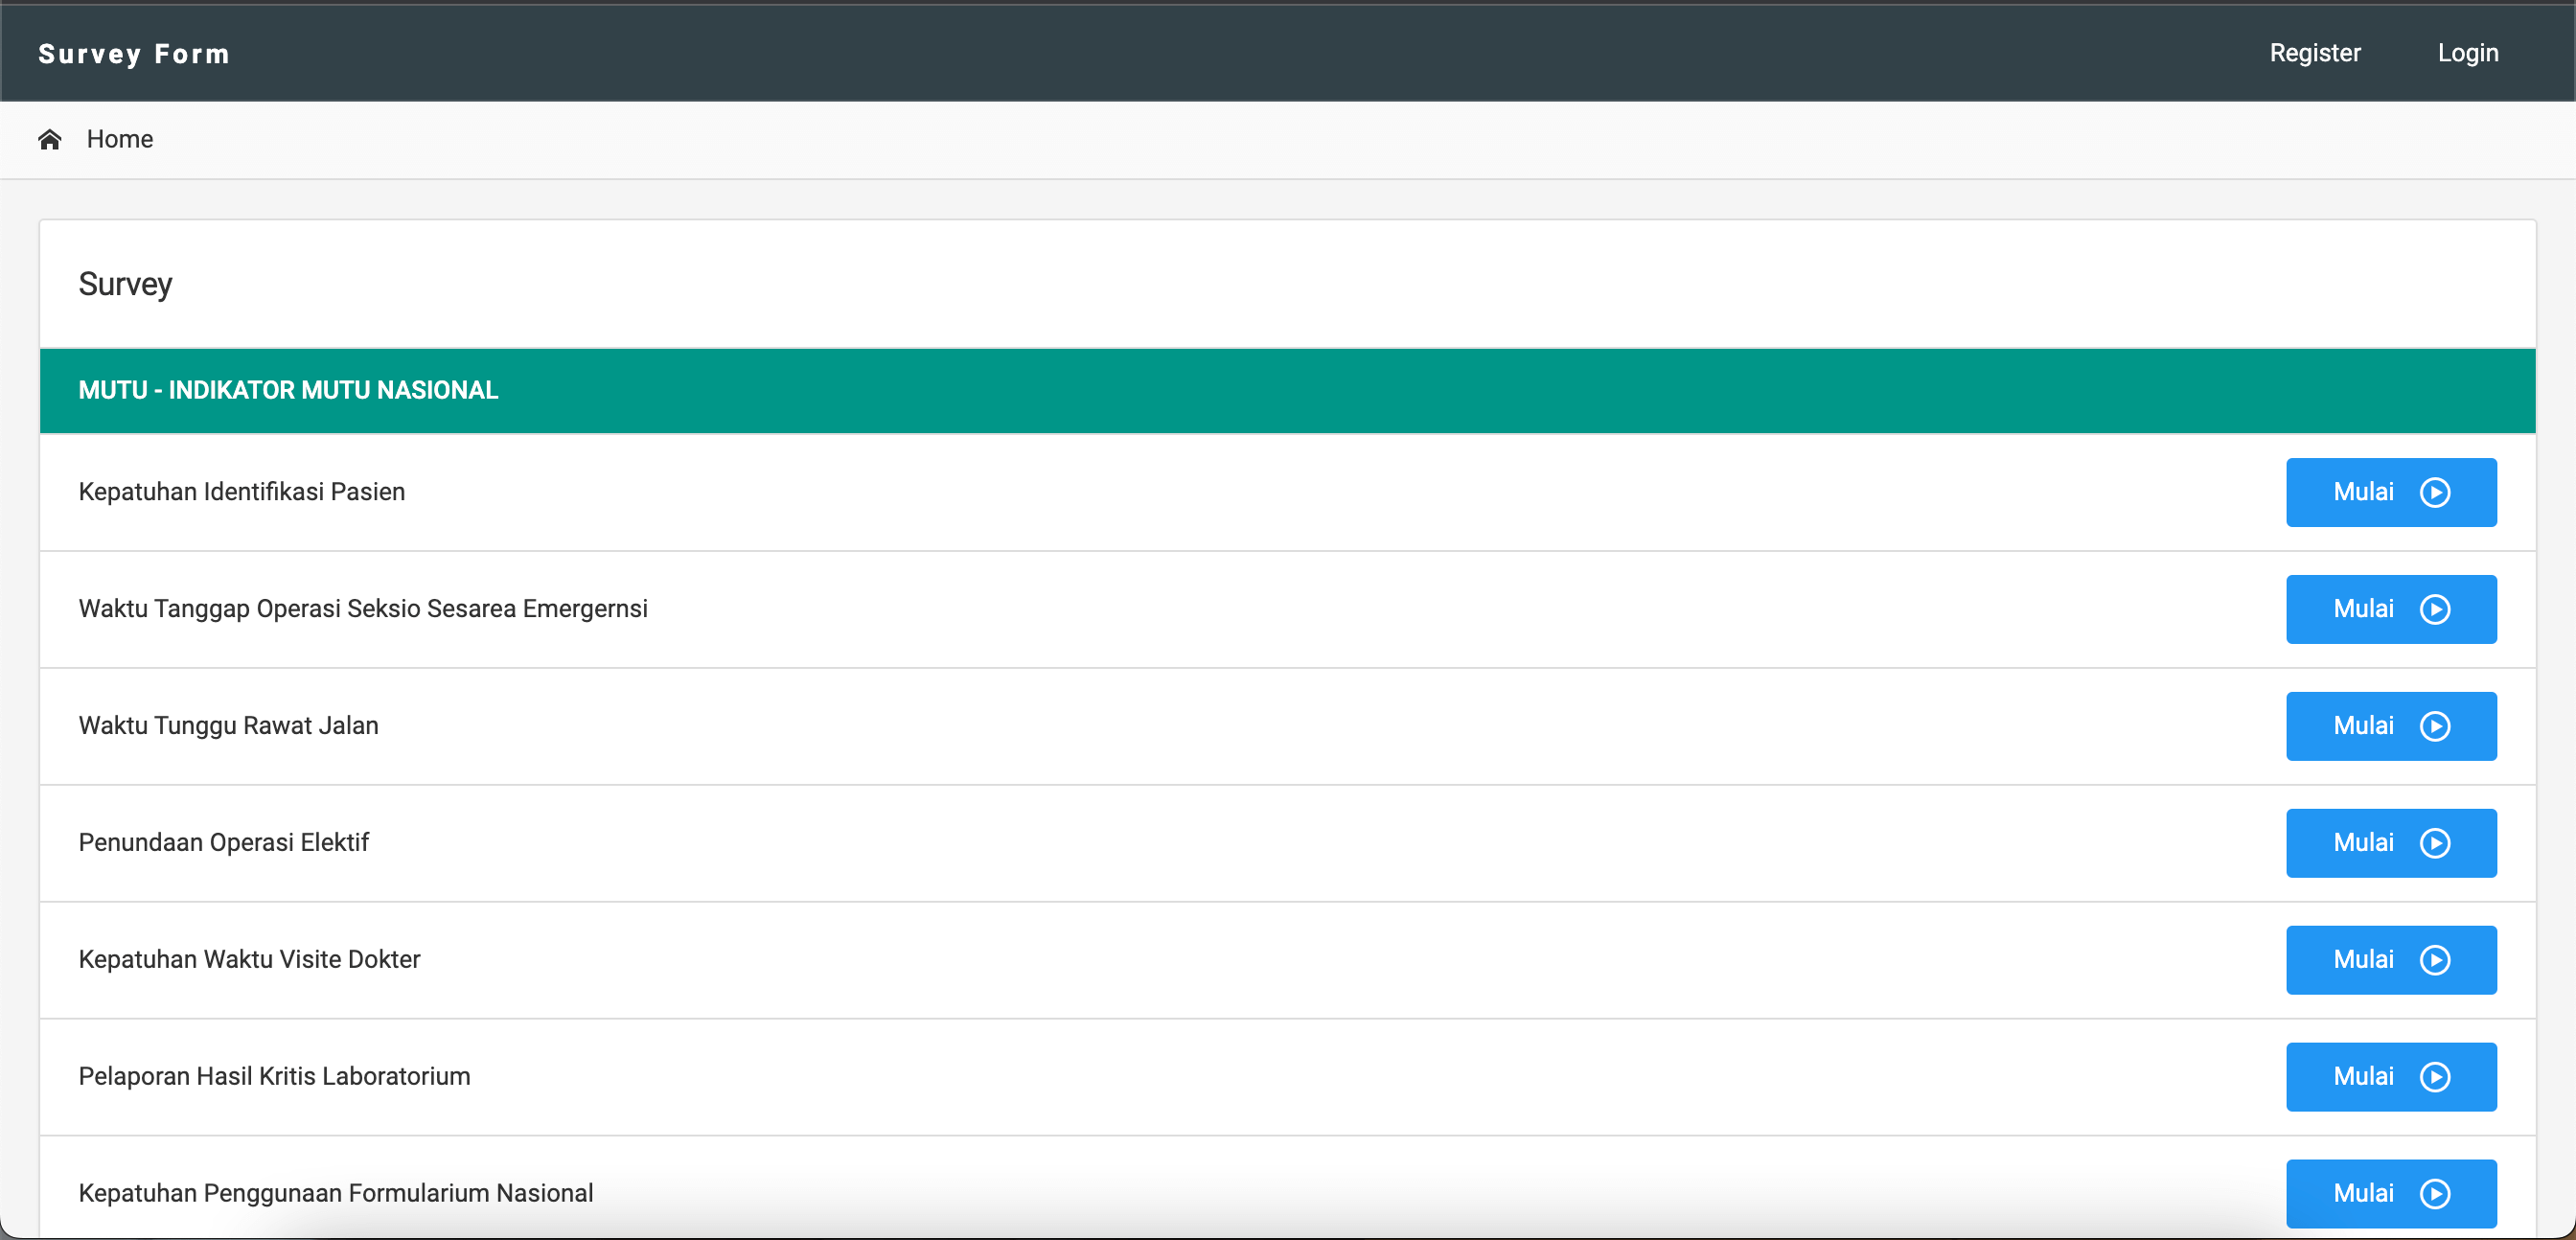 Survey Form
Register
Login
Home
Survey
MUTU - INDIKATOR MUTU NASIONAL
Kepatuhan Identifikasi Pasien
Mulai
Waktu Tanggap Operasi Seksio Sesarea Emergernsi
Mulai
Waktu Tunggu Rawat Jalan
Mulai
Penundaan Operasi Elektif
Mulai
Kepatuhan Waktu Visite Dokter
Mulai
Pelaporan Hasil Kritis Laboratorium
Mulai
Kepatuhan Penggunaan Formularium Nasional
Mulai